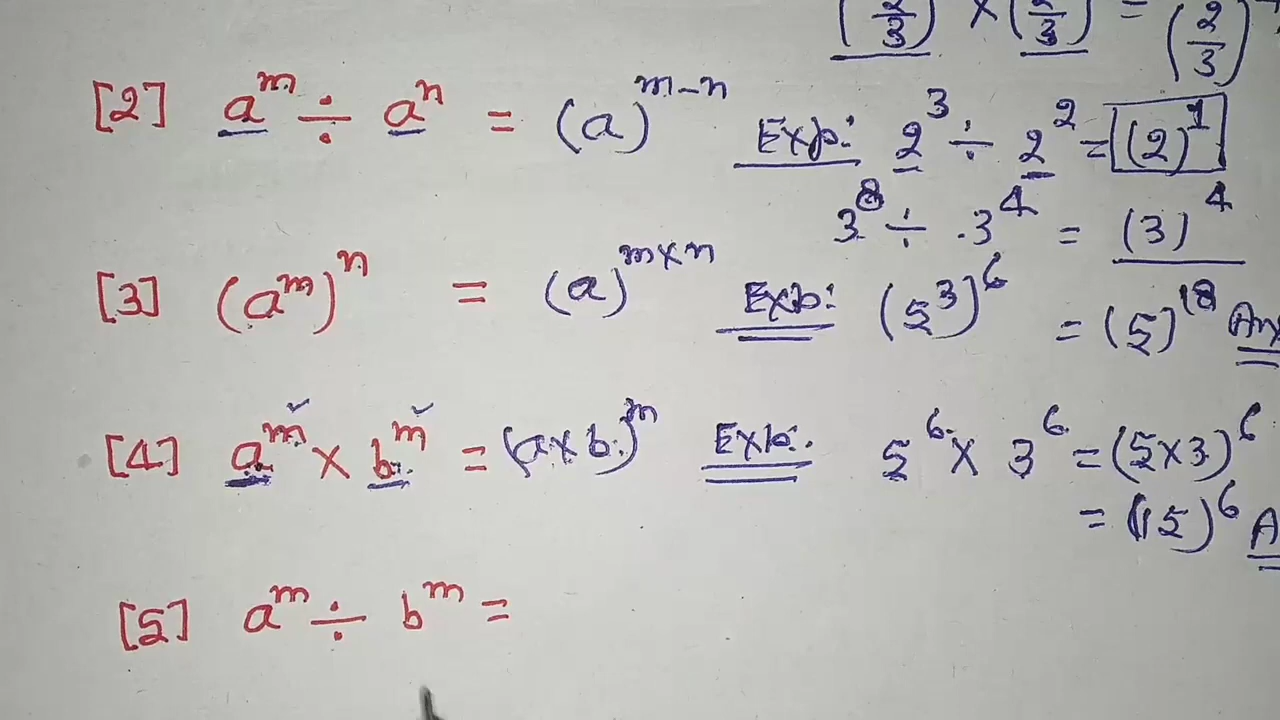 (2/3) × (2/3) = (2/3)
[2] a^m ÷ a^n = (a)^{m-n} Exp: 2^3 ÷ 2^2 = (2)^1
3^8 ÷ .3^4 = (3)^4
[3] (a^m)^n = (a)^{m×n} Exp: (5^3)^6
= (5)^{18} Ans
[4] a^m × b^m = (a×b)^m Exp: 5^6 × 3^6 = (5×3)^6
= (15)^6 A
[5] a^m ÷ b^m =